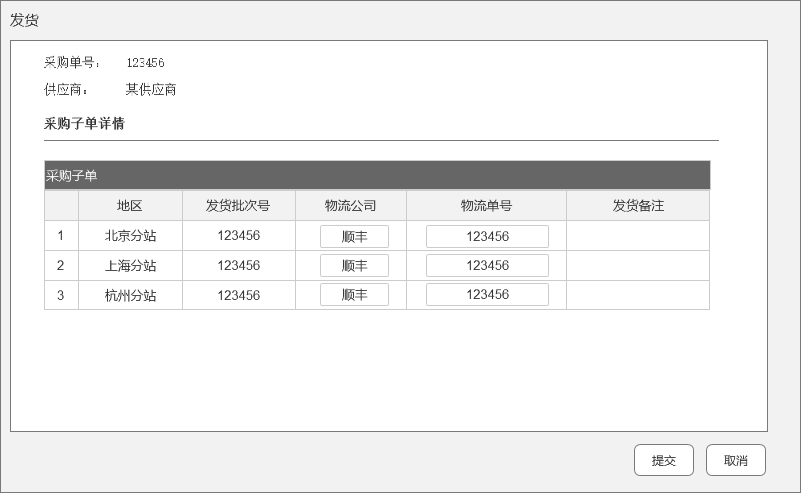 发货
采购单号： 123456
供应商： 某供应商
采购子单详情
采购子单
地区 发货批次号 物流公司 物流单号 发货备注
1 北京分站 123456 顺丰 123456
2 上海分站 123456 顺丰 123456
3 杭州分站 123456 顺丰 123456
提交 取消